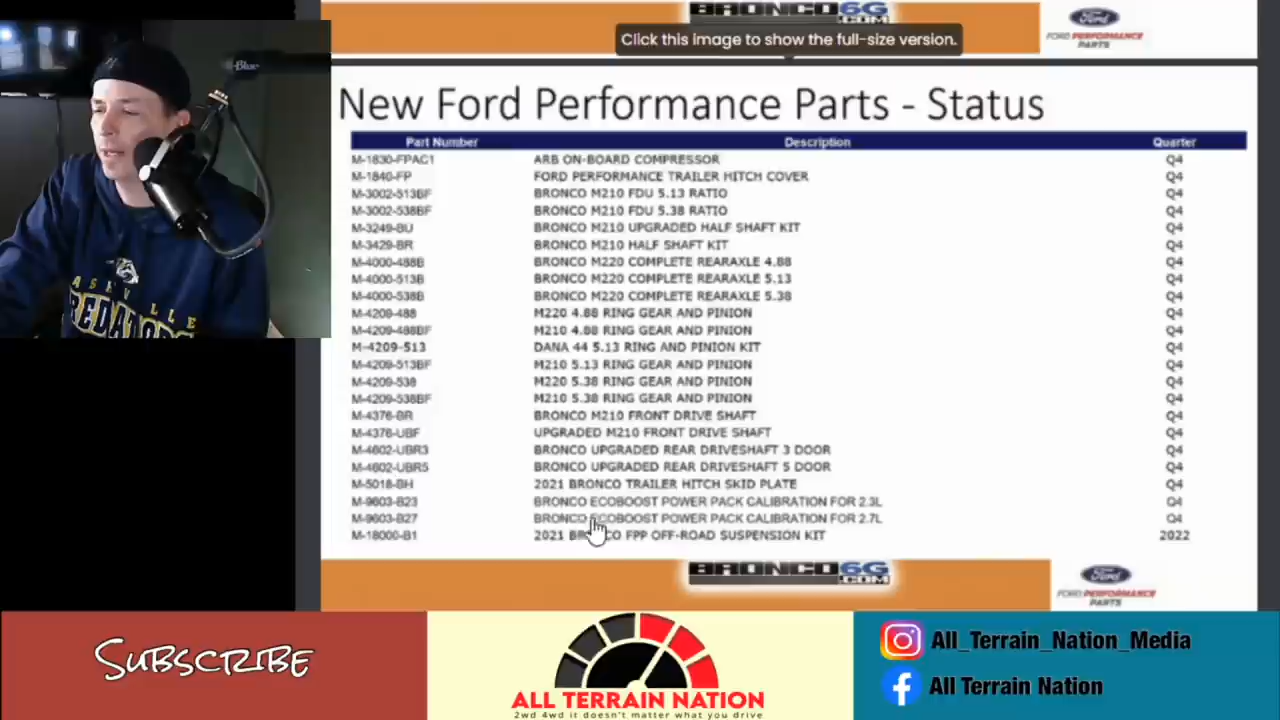 BRONCO6G
.COM
Ford
FORD PERFORMANCE
PARTS
Click this image to show the full-size version.
Blue
New Ford Performance Parts - Status
Part Number Description Quarter
M-1830-FPAC1 ARB ON-BOARD COMPRESSOR Q4
M-1840-FP FORD PERFORMANCE TRAILER HITCH COVER Q4
M-3002-513BF BRONCO M210 FDU 5.13 RATIO Q4
M-3002-538BF BRONCO M210 FDU 5.38 RATIO Q4
M-3249-BU BRONCO M210 UPGRADED HALF SHAFT KIT Q4
M-3429-BR BRONCO M210 HALF SHAFT KIT Q4
M-4000-488B BRONCO M220 COMPLETE REARAXLE 4.88 Q4
M-4000-513B BRONCO M220 COMPLETE REARAXLE 5.13 Q4
M-4000-538B BRONCO M220 COMPLETE REARAXLE 5.38 Q4
M-4209-488 M220 4.88 RING GEAR AND PINION Q4
M-4209-488BF M210 4.88 RING GEAR AND PINION Q4
M-4209-513 DANA 44 5.13 RING AND PINION KIT Q4
M-4209-513BF M210 5.13 RING GEAR AND PINION Q4
M-4209-538 M220 5.38 RING GEAR AND PINION Q4
M-4209-538BF M210 5.38 RING GEAR AND PINION Q4
M-4376-BR BRONCO M210 FRONT DRIVE SHAFT Q4
M-4376-UBF UPGRADED M210 FRONT DRIVE SHAFT Q4
M-4602-UBR3 BRONCO UPGRADED REAR DRIVESHAFT 3 DOOR Q4
M-4602-UBR5 BRONCO UPGRADED REAR DRIVESHAFT 5 DOOR Q4
M-5018-BH 2021 BRONCO TRAILER HITCH SKID PLATE Q4
M-9603-B23 BRONCO ECOBOOST POWER PACK CALIBRATION FOR 2.3L Q4
M-9603-B27 BRONCO ECOBOOST POWER PACK CALIBRATION FOR 2.7L Q4
M-18000-B1 2021 BRONCO FPP OFF-ROAD SUSPENSION KIT 2022
BRONCO6G
.COM
Ford
FORD PERFORMANCE
PARTS
SUBSCRIBE
ALL TERRAIN NATION
2wd 4wd it doesn't matter what you drive
All_Terrain_Nation_Media
All Terrain Nation